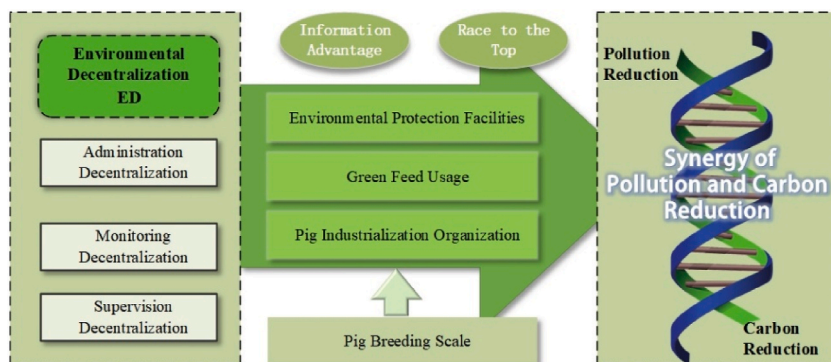 Environmental
Decentralization
ED
Administration
Decentralization
Monitoring
Decentralization
Supervision
Decentralization
Information
Advantage
Race to the
Top
Environmental Protection Facilities
Green Feed Usage
Pig Industrialization Organization
Pig Breeding Scale
Pollution
Reduction
Synergy of
Pollution and Carbon
Reduction
Carbon
Reduction